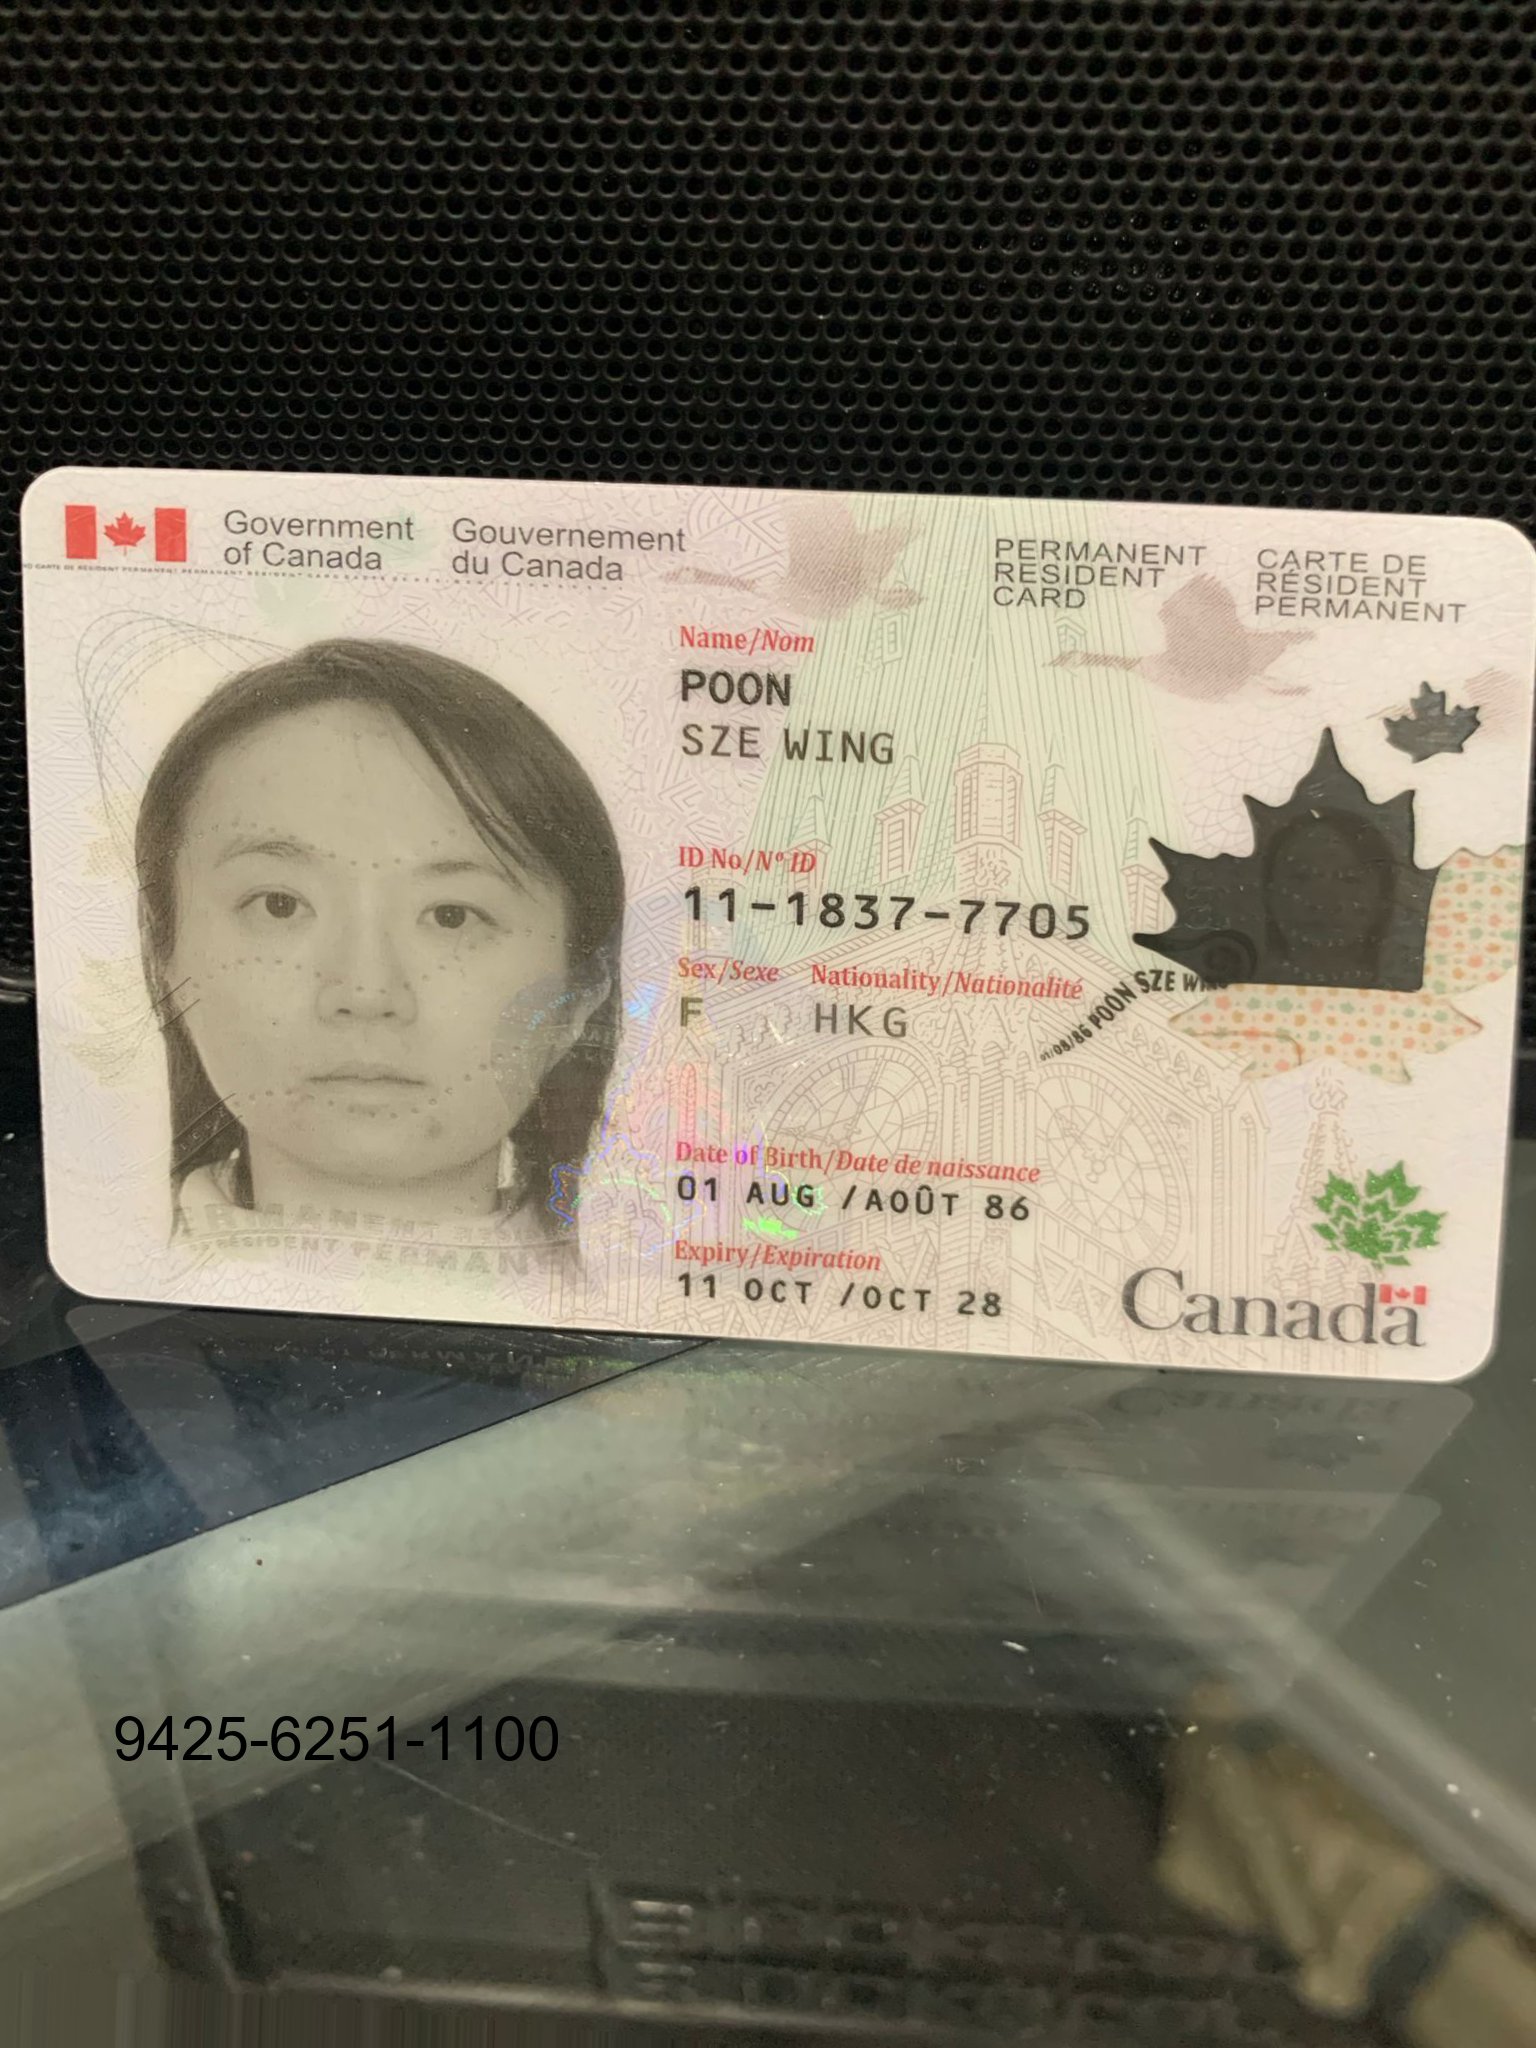 Government of Canada
Gouvernement du Canada
PERMANENT RESIDENT CARD
CARTE DE RÉSIDENT PERMANENT
Name/Nom
POON
SZE WING
ID No/Nº ID
11-1837-7705
Sex/Sexe Nationality/Nationalité
F HKG
01/08/86 POON SZE
Date of Birth/Date de naissance
01 AUG /AOÛT 86
Expiry/Expiration
11 OCT /OCT 28
Canada
9425-6251-1100